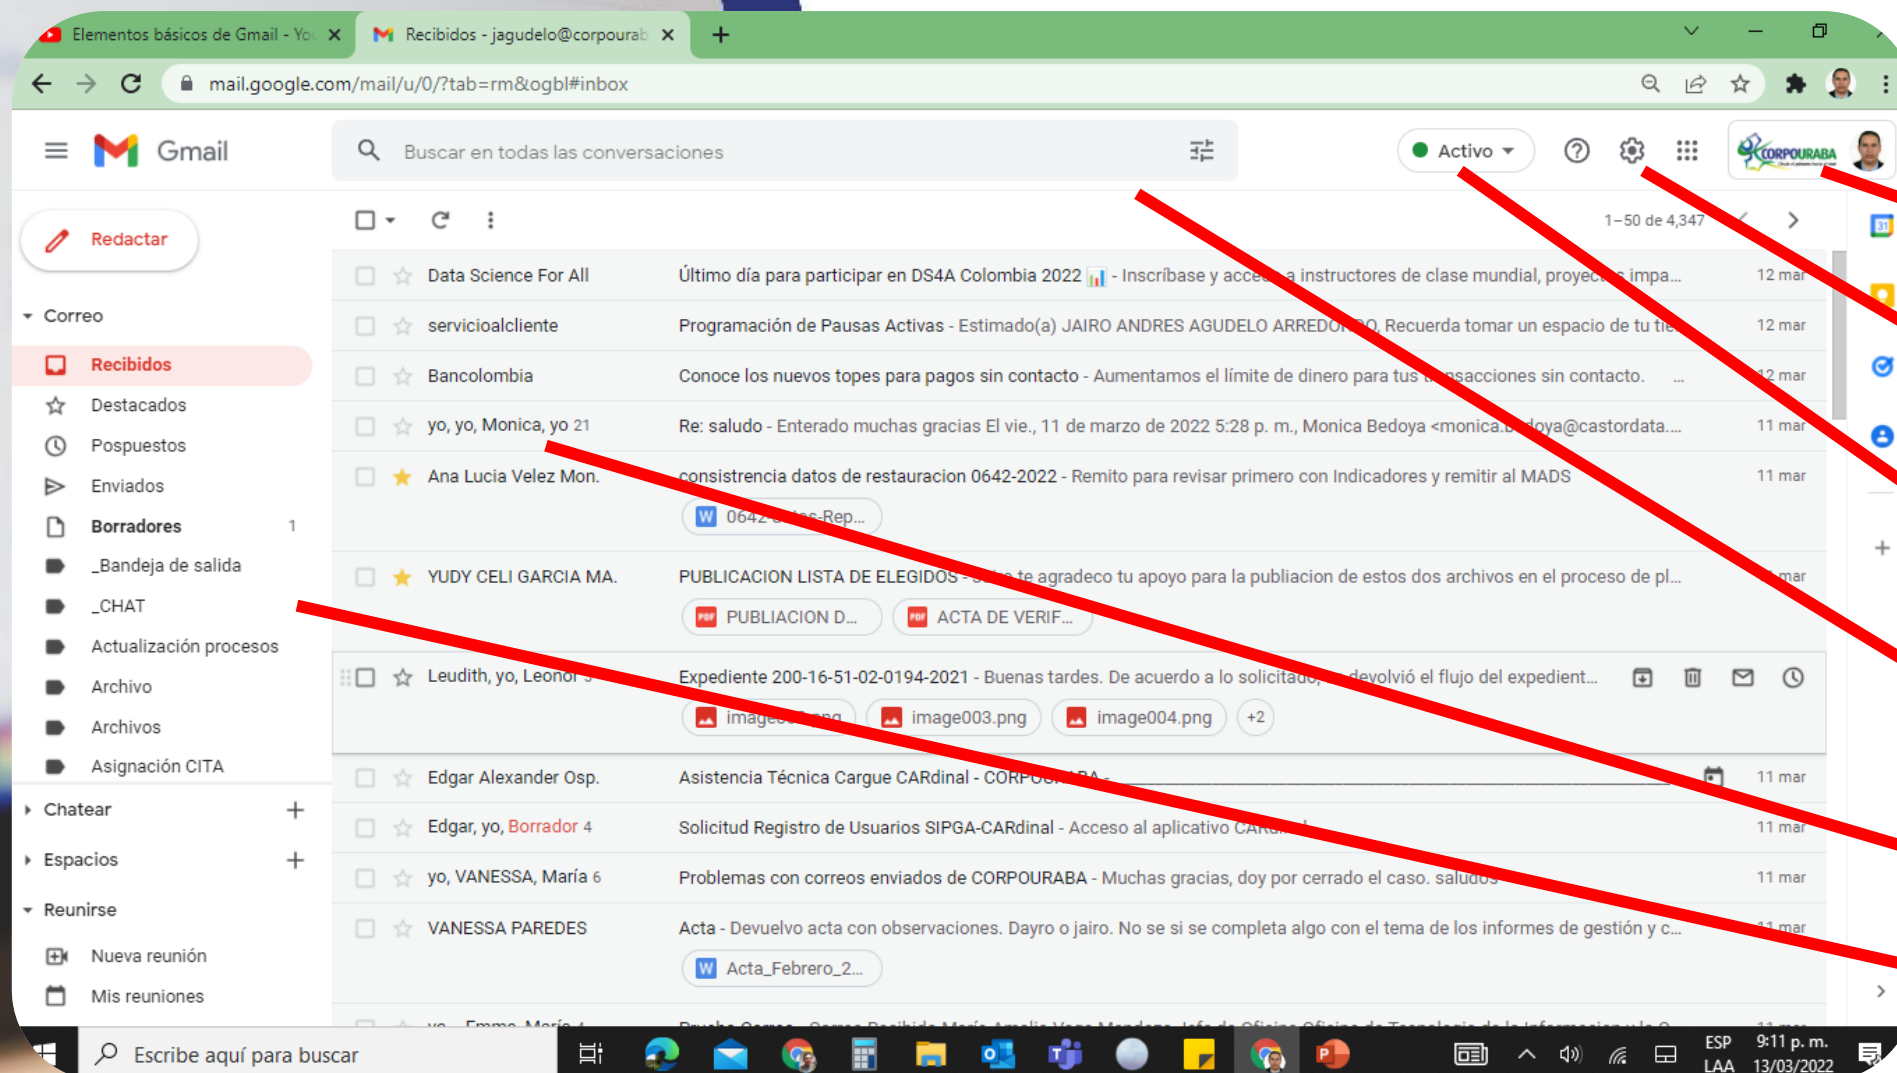 Elementos básicos de Gmail - You
Recibidos - jagudelo@corpourab
mail.google.com/mail/u/0/?tab=rm&ogbl#inbox
Gmail
Buscar en todas las conversaciones
Activo
CORPOURABA
Redactar
1–50 de 4,347
31
Correo
Recibidos
Destacados
Pospuestos
Enviados
Borradores 1
_Bandeja de salida
_CHAT
Actualización procesos
Archivo
Archivos
Asignación CITA
Chatear
Espacios
Reunirse
Nueva reunión
Mis reuniones
Data Science For All Último día para participar en DS4A Colombia 2022 - Inscríbase y acceda a instructores de clase mundial, proyectos impa... 12 mar
servicioalcliente Programación de Pausas Activas - Estimado(a) JAIRO ANDRES AGUDELO ARREDONDO, Recuerda tomar un espacio de tu tie... 12 mar
Bancolombia Conoce los nuevos topes para pagos sin contacto - Aumentamos el límite de dinero para tus transacciones sin contacto. ... 12 mar
yo, yo, Monica, yo 21 Re: saludo - Enterado muchas gracias El vie., 11 de marzo de 2022 5:28 p. m., Monica Bedoya <monica.bedoya@castordata.... 11 mar
Ana Lucia Velez Mon. consistrencia datos de restauracion 0642-2022 - Remito para revisar primero con Indicadores y remitir al MADS 11 mar
0642-datos-Rep...
YUDY CELI GARCIA MA. PUBLICACION LISTA DE ELEGIDOS - te agradeco tu apoyo para la publiacion de estos dos archivos en el proceso de pl... mar
PUBLIACION D... ACTA DE VERIF...
Leudith, yo, Leonor Expediente 200-16-51-02-0194-2021 - Buenas tardes. De acuerdo a lo solicitado, devolvió el flujo del expedient...
image003.png image004.png +2
Edgar Alexander Osp. Asistencia Técnica Cargue CARdinal - CORPOURABA - 11 mar
Edgar, yo, Borrador 4 Solicitud Registro de Usuarios SIPGA-CARdinal - Acceso al aplicativo CARdinal 11 mar
yo, VANESSA, María 6 Problemas con correos enviados de CORPOURABA - Muchas gracias, doy por cerrado el caso. saludos 11 mar
VANESSA PAREDES Acta - Devuelvo acta con observaciones. Dayro o jairo. No se si se completa algo con el tema de los informes de gestión y c... 11 mar
Acta_Febrero_2...
Escribe aquí para buscar
ESP
LAA
9:11 p. m.
13/03/2022